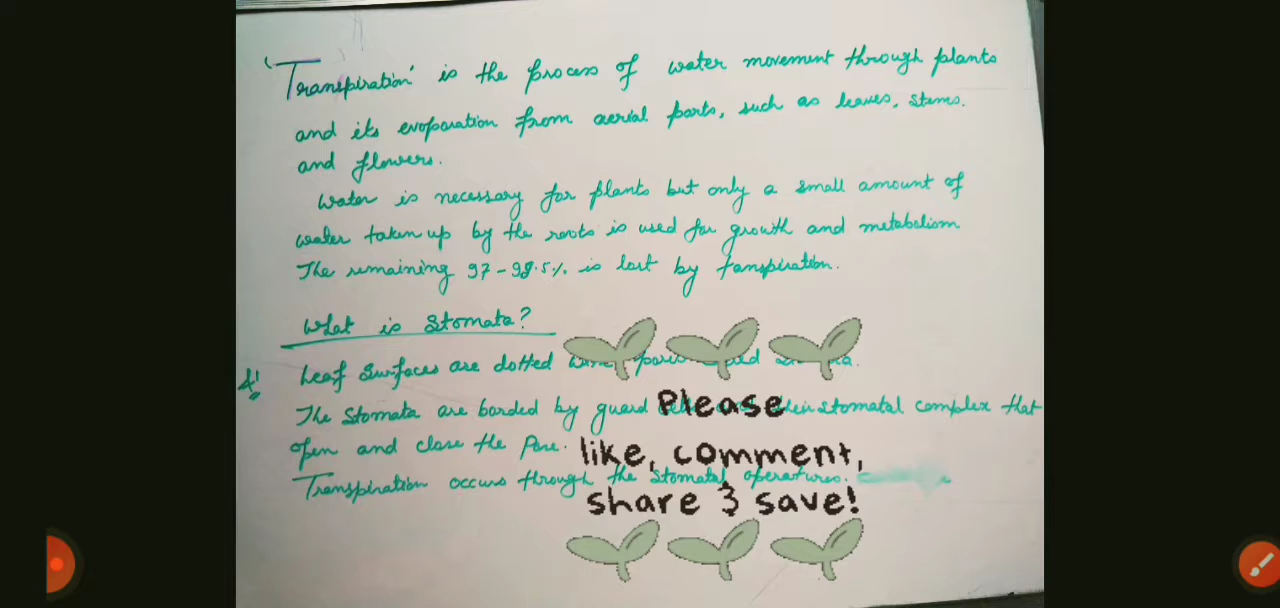 'Transpiration' is the process of water movement through plants
and its evoparation from aerial parts, such as leaves, stems.
and flowers.
Water is necessary for plants but only a small amount of
water taken up by the roots is used for growth and metabolism
The remaining 97-98.5% is lost by tanspiration.
What is Stomata?
Leaf Surfaces are dotted
The Stomata are borded by guard stomatal complex that
open and close the Pore.
Transpiration occurs through the Stomatal
Please
like, comment,
share & save!